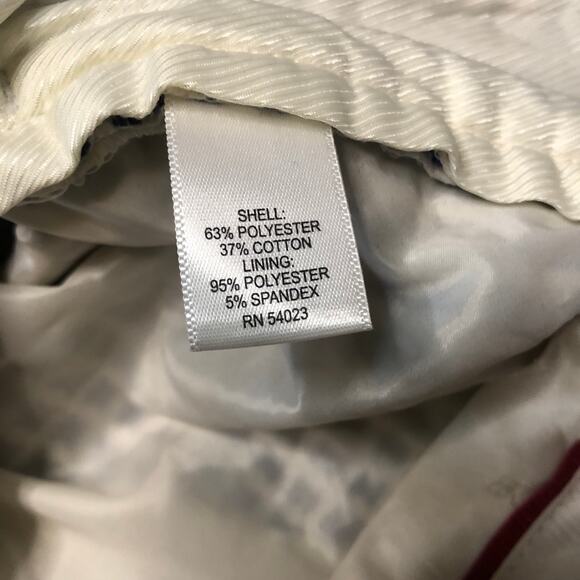 SHELL:
63% POLYESTER
37% COTTON
LINING:
95% POLYESTER
5% SPANDEX
RN 54023